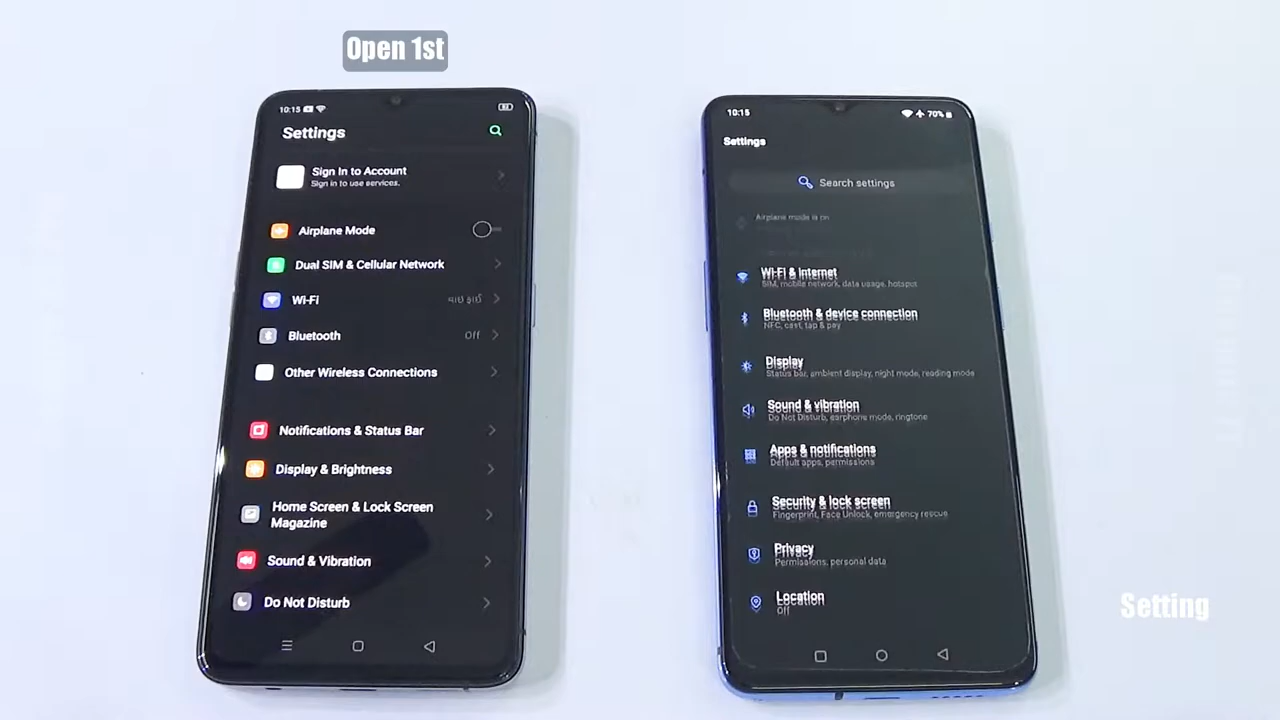 Open 1st
10:15
83
Settings
Sign In to Account
Sign in to use services.
Airplane Mode
Dual SIM & Cellular Network
Wi-Fi
વાઇ ફાઈ
Bluetooth
Off
Other Wireless Connections
Notifications & Status Bar
Display & Brightness
Home Screen & Lock Screen
Magazine
Sound & Vibration
Do Not Disturb
10:15
70%
Settings
Search settings
Airplane mode is on
Wi-Fi & Internet
SIM, mobile network, data usage, hotspot
Bluetooth & device connection
NFC, cast, tap & pay
Display
Status bar, ambient display, night mode, reading mode
Sound & vibration
Do Not Disturb, earphone mode, ringtone
Apps & notifications
Default apps, permissions
Security & lock screen
Fingerprint, Face Unlock, emergency rescue
Privacy
Permissions, personal data
Location
Off
Setting